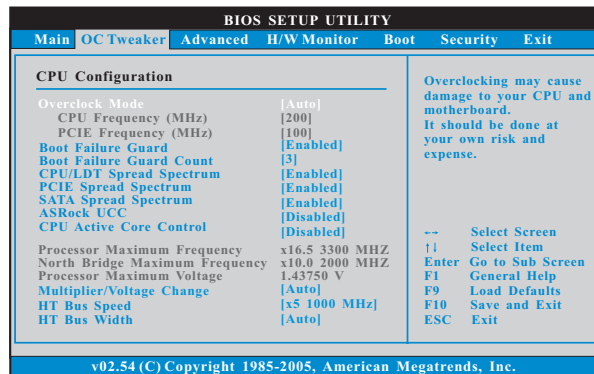 BIOS SETUP UTILITY
Main OC Tweaker Advanced H/W Monitor Boot Security Exit
CPU Configuration
Overclock Mode [Auto]
CPU Frequency (MHz) [200]
PCIE Frequency (MHz) [100]
Boot Failure Guard [Enabled]
Boot Failure Guard Count [3]
CPU/LDT Spread Spectrum [Enabled]
PCIE Spread Spectrum [Enabled]
SATA Spread Spectrum [Enabled]
ASRock UCC [Disabled]
CPU Active Core Control [Disabled]
Processor Maximum Frequency x16.5 3300 MHZ
North Bridge Maximum Frequency x10.0 2000 MHZ
Processor Maximum Voltage 1.43750 V
Multiplier/Voltage Change [Auto]
HT Bus Speed [x5 1000 MHz]
HT Bus Width [Auto]
Overclocking may cause
damage to your CPU and
motherboard.
It should be done at
your own risk and
expense.
←→ Select Screen
↑↓ Select Item
Enter Go to Sub Screen
F1 General Help
F9 Load Defaults
F10 Save and Exit
ESC Exit
v02.54 (C) Copyright 1985-2005, American Megatrends, Inc.